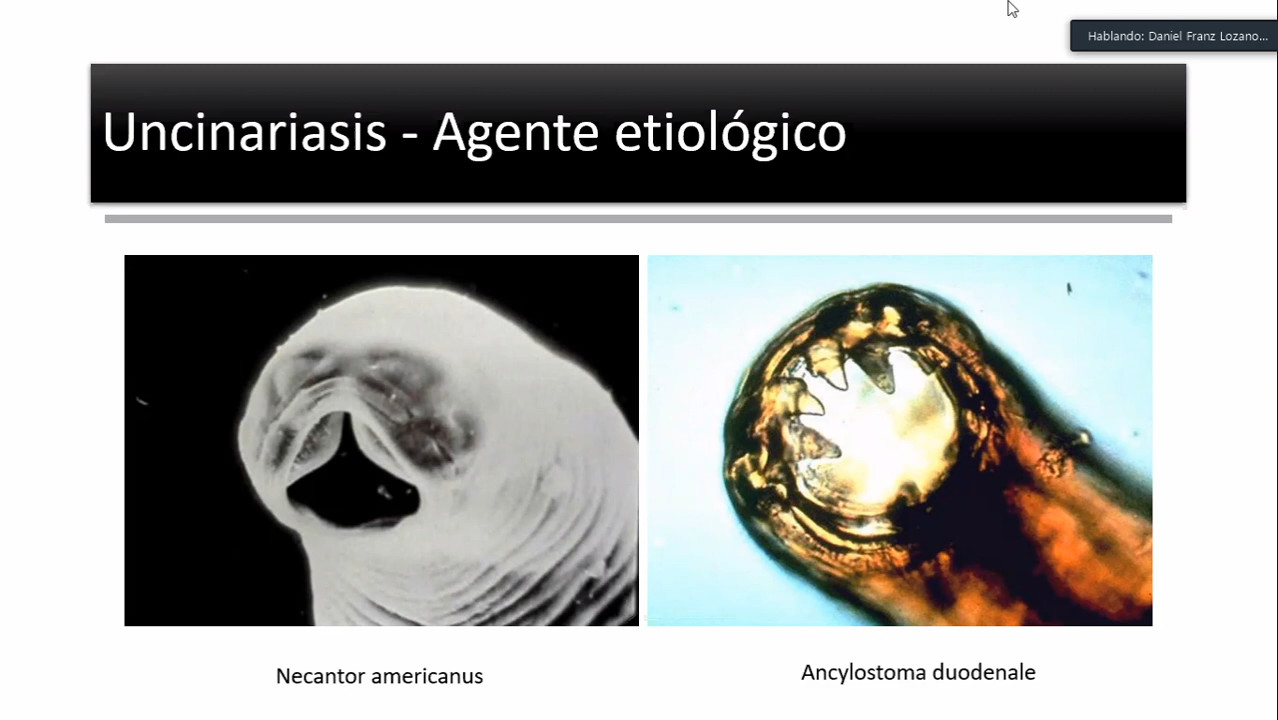 Hablando: Daniel Franz Lozano...
Uncinariasis - Agente etiológico
Necantor americanus
Ancylostoma duodenale